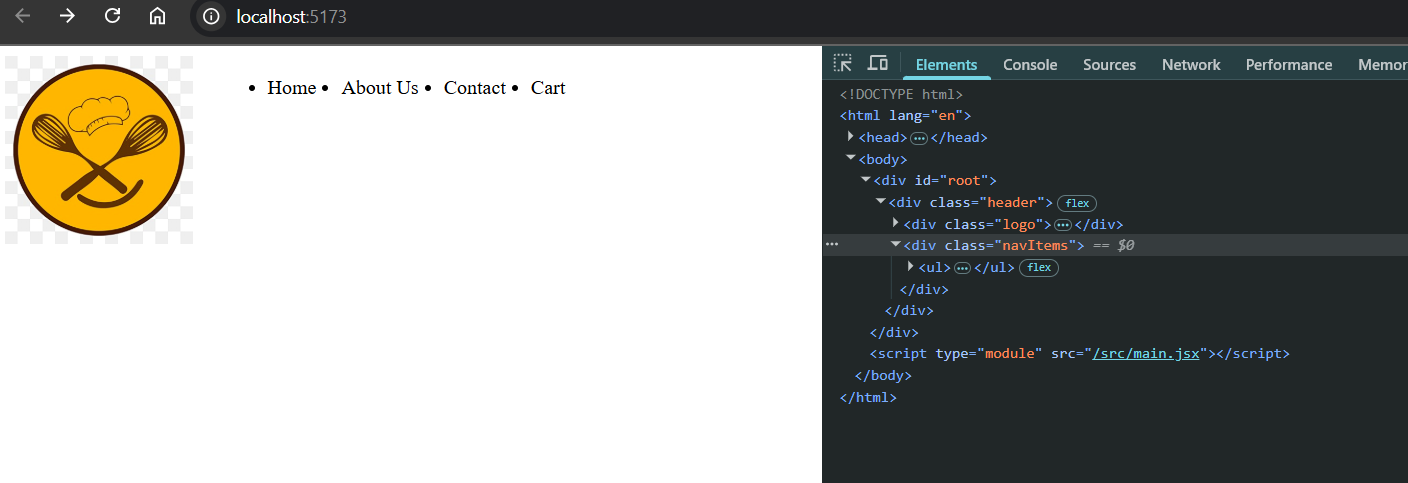 localhost:5173
Elements Console Sources Network Performance Memor
• Home • About Us • Contact • Cart
<!DOCTYPE html>
<html lang="en">
<head>…</head>
<body>
<div id="root">
<div class="header"> flex
<div class="logo">…</div>
… <div class="navItems"> == $0
<ul>…</ul> flex
</div>
</div>
</div>
<script type="module" src="/src/main.jsx"></script>
</body>
</html>